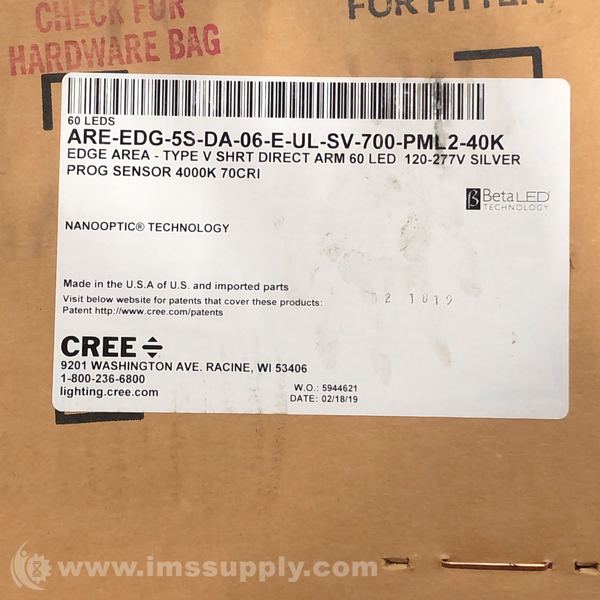 CHECK FOR
HARDWARE BAG
FOR
60 LEDS
ARE-EDG-5S-DA-06-E-UL-SV-700-PML2-40K
EDGE AREA - TYPE V SHRT DIRECT ARM 60 LED 120-277V SILVER
PROG SENSOR 4000K 70CRI
BetaLED®
TECHNOLOGY
NANOOPTIC® TECHNOLOGY
Made in the U.S.A of U.S. and imported parts
Visit below website for patents that cover these products:
Patent http://www.cree.com/patents
1819
CREE
9201 WASHINGTON AVE. RACINE, WI 53406
1-800-236-6800
lighting.cree.com
W.O.: 5944621
DATE: 02/18/19
www.imssupply.com/